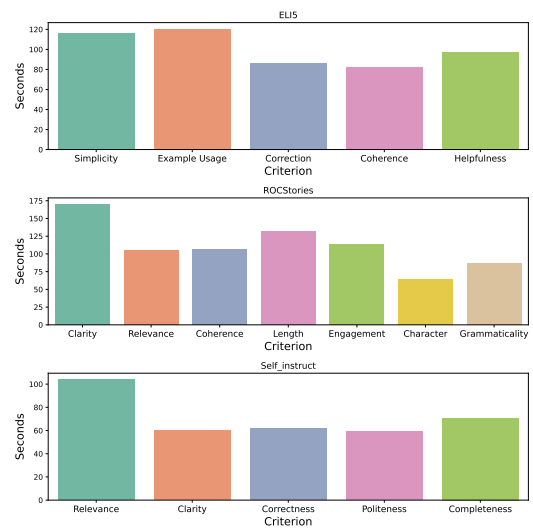 ELI5
120
100
80
60
40
20
0
Seconds
Simplicity Example Usage Correction Coherence Helpfulness
Criterion
ROCStories
175
150
125
100
75
50
25
0
Seconds
Clarity Relevance Coherence Length Engagement Character Grammaticality
Criterion
Self_instruct
100
80
60
40
20
0
Seconds
Relevance Clarity Correctness Politeness Completeness
Criterion